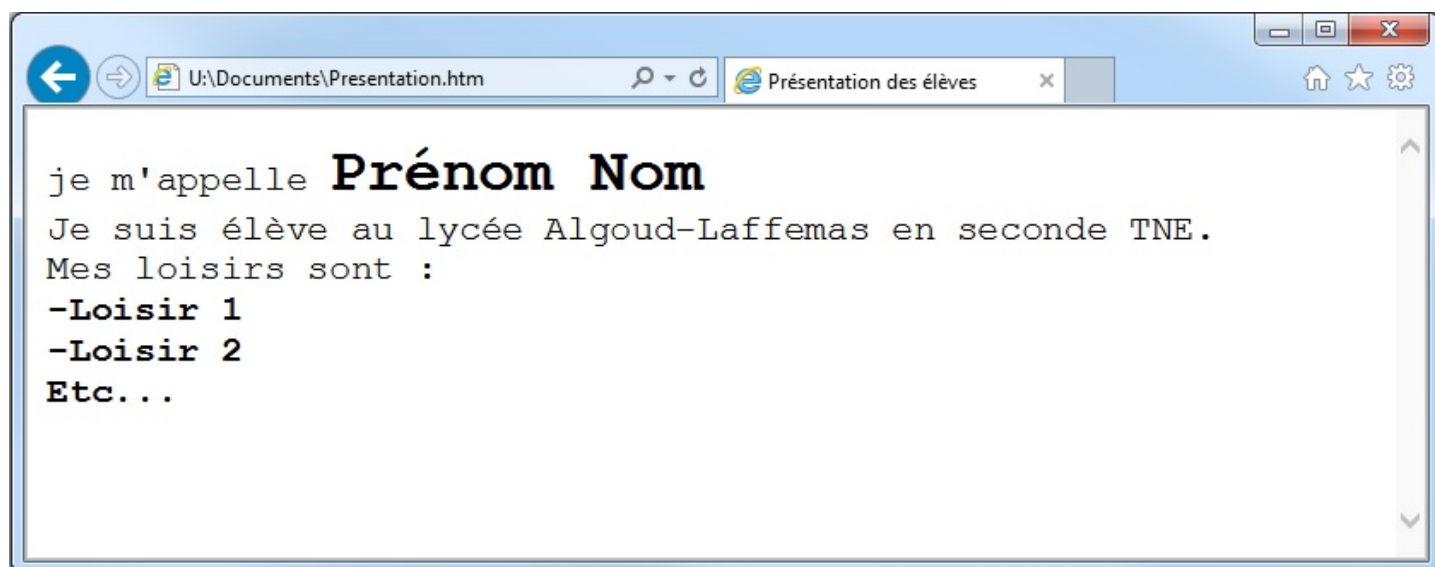 U:\Documents\Presentation.htm
Présentation des élèves
je m'appelle Prénom Nom
Je suis élève au lycée Algoud-Laffemas en seconde TNE.
Mes loisirs sont :
-Loisir 1
-Loisir 2
Etc...